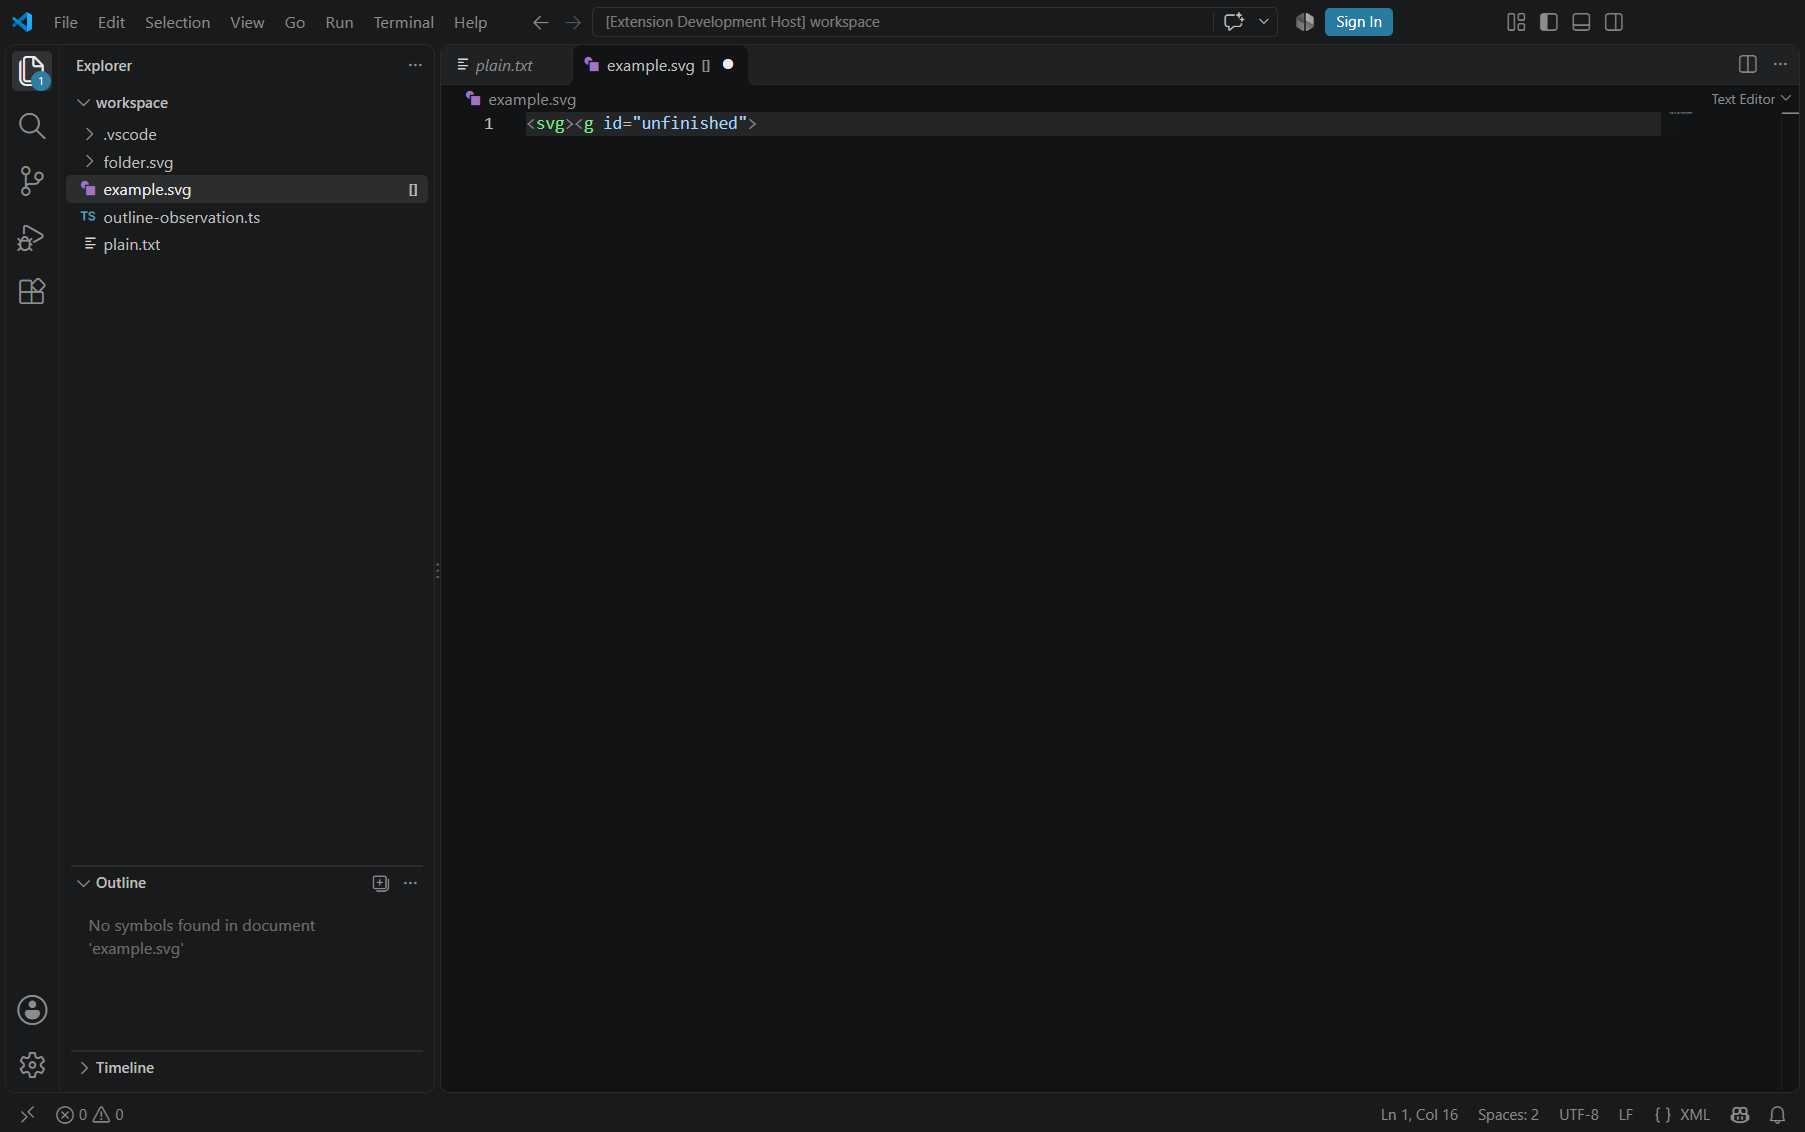 File Edit Selection View Go Run Terminal Help
[Extension Development Host] workspace
Sign In
Explorer
1
workspace
.vscode
folder.svg
example.svg []
TS outline-observation.ts
plain.txt
plain.txt
example.svg []
example.svg
Text Editor
1 <svg><g id="unfinished">
Outline
No symbols found in document
'example.svg'
Timeline
0 0
Ln 1, Col 16 Spaces: 2 UTF-8 LF { } XML